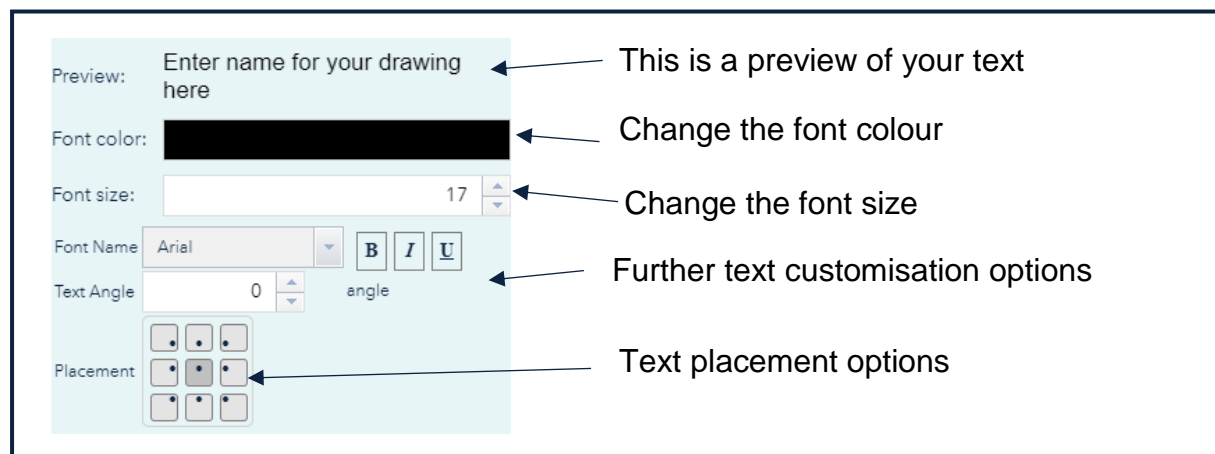 Preview:
Enter name for your drawing
here
This is a preview of your text
Font color:
Change the font colour
Font size:
17
Change the font size
Font Name
Arial
B I U
Further text customisation options
Text Angle
0
angle
Placement
Text placement options